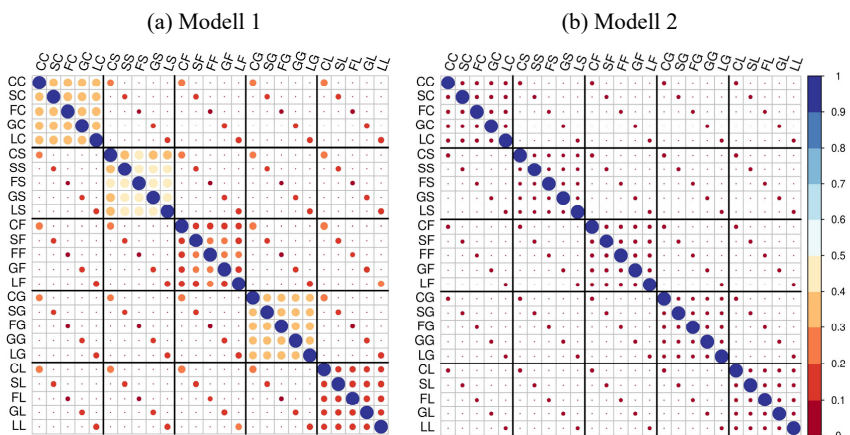 (a) Modell 1
(b) Modell 2
CC SC FC GC LC CS SS FS GS LS CF SF FF GF LF CG SG FG GG LG CL SL FL GL LL
CC
SC
FC
GC
LC
CS
SS
FS
GS
LS
CF
SF
FF
GF
LF
CG
SG
FG
GG
LG
CL
SL
FL
GL
LL
CC SC FC GC LC CS SS FS GS LS CF SF FF GF LF CG SG FG GG LG CL SL FL GL LL
CC
SC
FC
GC
LC
CS
SS
FS
GS
LS
CF
SF
FF
GF
LF
CG
SG
FG
GG
LG
CL
SL
FL
GL
LL
1
0.9
0.8
0.7
0.6
0.5
0.4
0.3
0.2
0.1
0